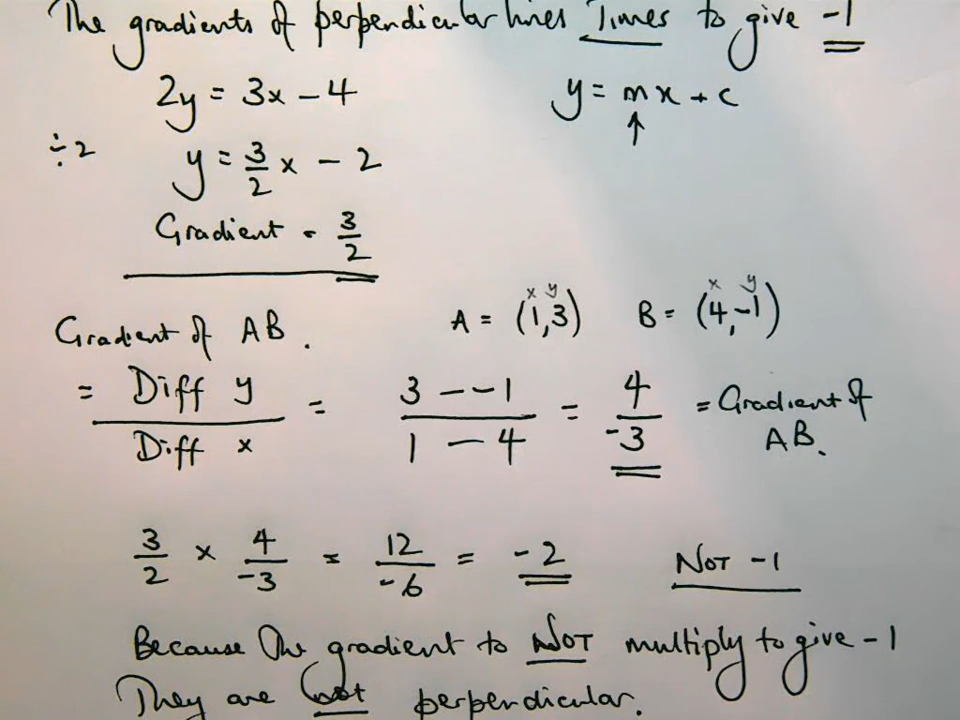 The gradients of perpendicular lines Times to give -1
2y = 3x - 4
y = mx + c
↑
÷2 y = 3/2 x - 2
Gradient = 3/2
Gradient of AB.
x y x y
A = (1,3) B = (4,-1)
= Diff y / Diff x = 3 - -1 / 1 - 4 = 4 / -3 = Gradient of AB.
3/2 × 4/-3 = 12/-6 = -2 NOT -1
Because The gradient to NOT multiply to give -1
They are not perpendicular.